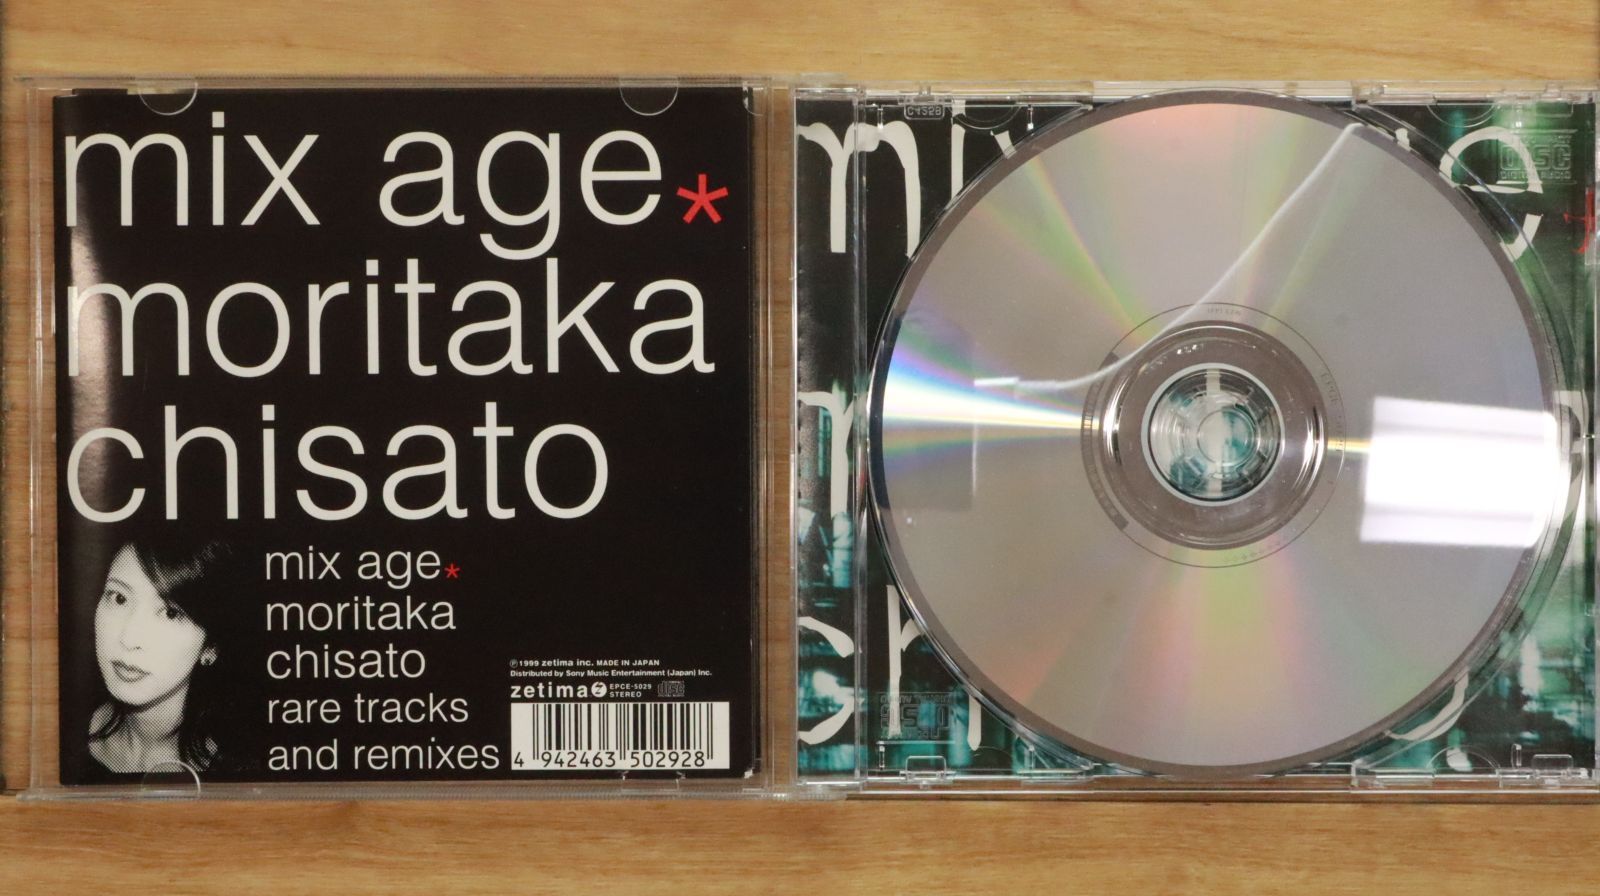 mix age*
moritaka
chisato
mix age*
moritaka
chisato
rare tracks
and remixes
℗1999 zetima inc. MADE IN JAPAN
Distributed by Sony Music Entertainment (Japan) Inc.
zetima EPCE-5029
STEREO
4 942463 502928